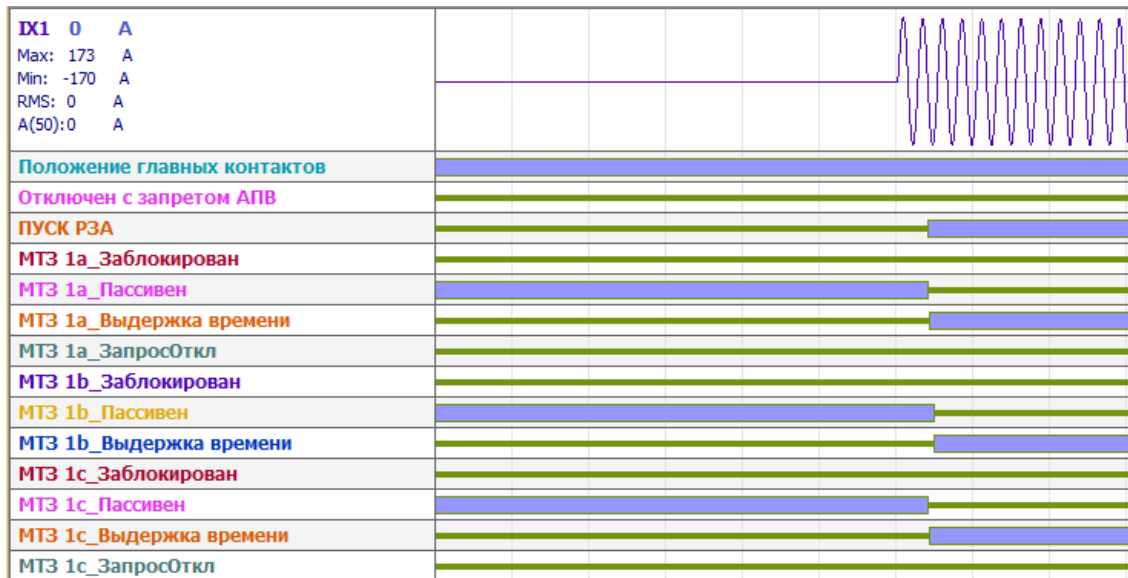 IX1 0 A
Max: 173 A
Min: -170 A
RMS: 0 A
A(50):0 A
Положение главных контактов
Отключен с запретом АПВ
ПУСК РЗА
МТЗ 1a_Заблокирован
МТЗ 1a_Пассивен
МТЗ 1a_Выдержка времени
МТЗ 1a_ЗапросОткл
МТЗ 1b_Заблокирован
МТЗ 1b_Пассивен
МТЗ 1b_Выдержка времени
МТЗ 1c_Заблокирован
МТЗ 1c_Пассивен
МТЗ 1c_Выдержка времени
МТЗ 1c_ЗапросОткл